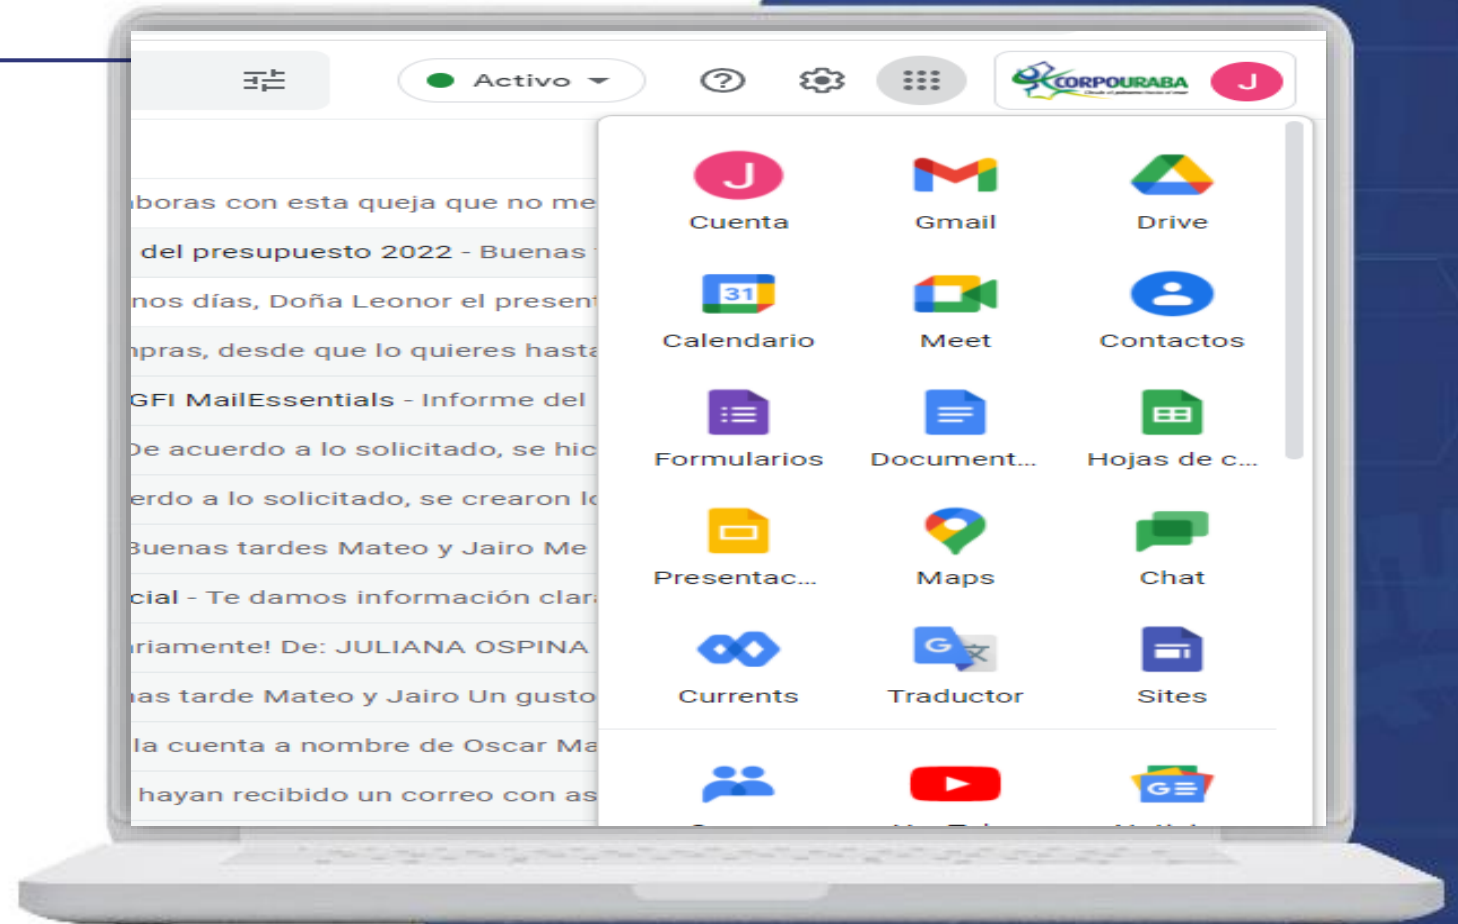 Activo
CORPOURABA
J
boras con esta queja que no me
del presupuesto 2022 - Buenas
nos días, Doña Leonor el present
pras, desde que lo quieres hasta
GFI MailEssentials - Informe del
De acuerdo a lo solicitado, se hic
erdo a lo solicitado, se crearon lo
Buenas tardes Mateo y Jairo Me
cial - Te damos información clar
riamente! De: JULIANA OSPINA
as tarde Mateo y Jairo Un gusto
la cuenta a nombre de Oscar Ma
hayan recibido un correo con as
J
Cuenta
Gmail
Drive
31
Calendario
Meet
Contactos
Formularios
Document...
Hojas de c...
Presentac...
Maps
Chat
G 文
Currents
Traductor
Sites
G